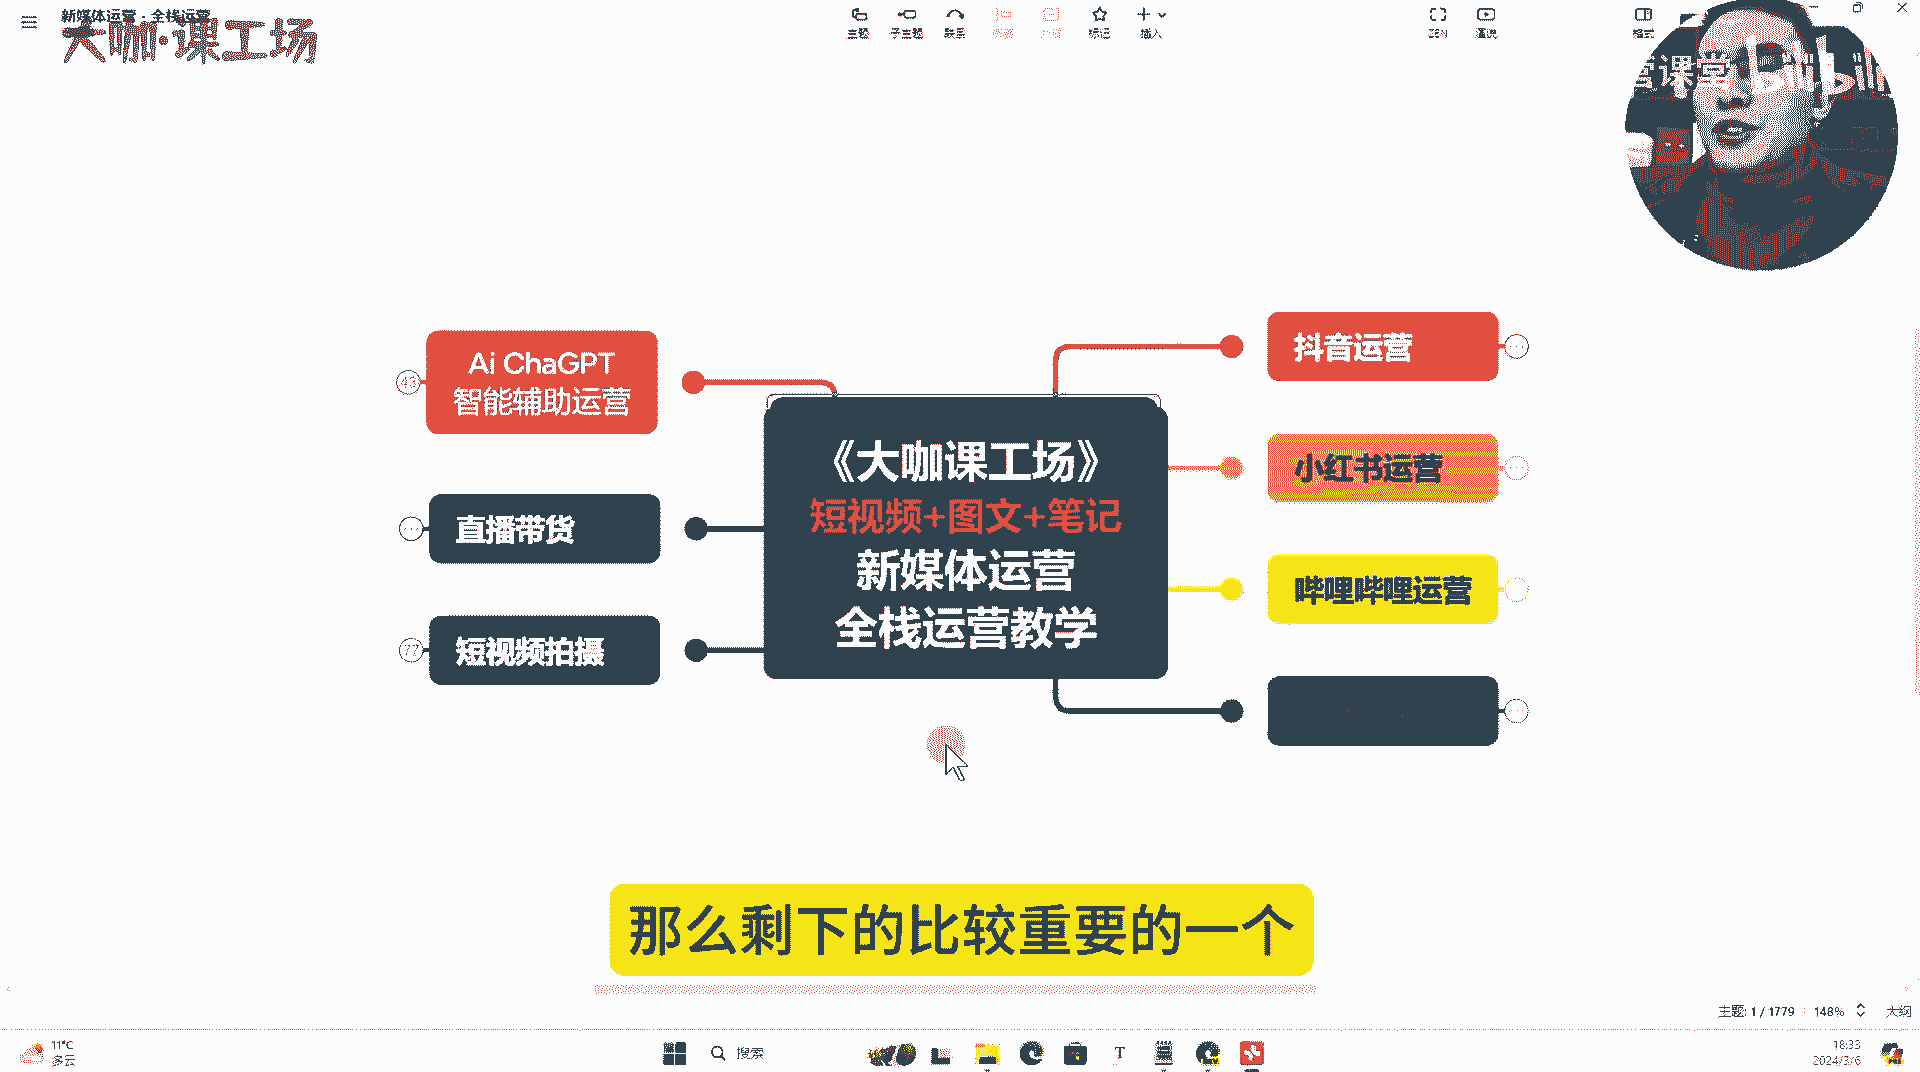 新媒体运营 - 全栈运营
大咖·课工场
主题
子主题
联系
标记
插入
ZEN
演说
格式
营课堂
bilibili
Ai ChaGPT
智能辅助运营
43
直播带货
短视频拍摄
77
《大咖课工场》
短视频+图文+笔记
新媒体运营
全栈运营教学
抖音运营
小红书运营
哔哩哔哩运营
那么剩下的比较重要的一个
主题: 1 / 1779
148%
大纲
11°C
多云
搜索
18:33
2024/3/6